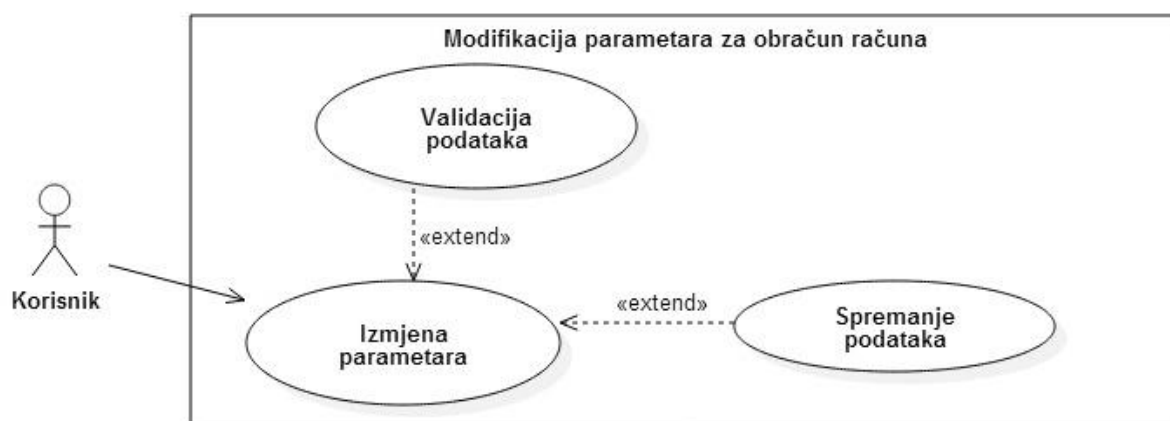 Modifikacija parametara za obračun računa
Validacija
podataka
«extend»
Korisnik
Izmjena
parametara
«extend»
Spremanje
podataka